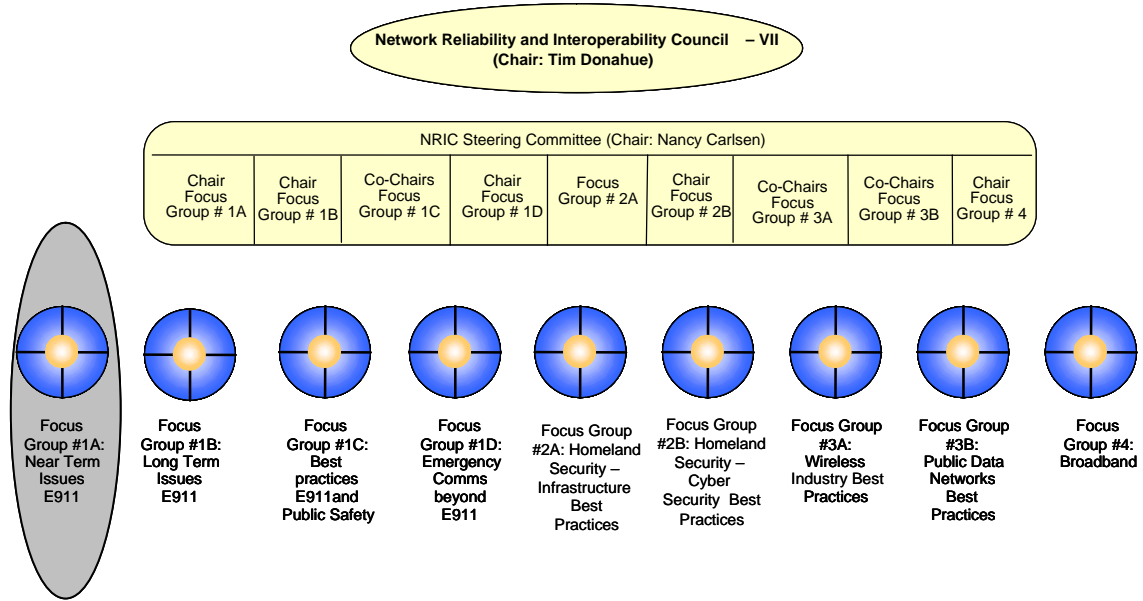 Network Reliability and Interoperability Council – VII
(Chair: Tim Donahue)
NRIC Steering Committee (Chair: Nancy Carlsen)
Chair
Focus
Group # 1A
Chair
Focus
Group # 1B
Co-Chairs
Focus
Group # 1C
Chair
Focus
Group # 1D
Focus
Group # 2A
Chair
Focus
Group # 2B
Co-Chairs
Focus
Group # 3A
Co-Chairs
Focus
Group # 3B
Chair
Focus
Group # 4
Focus
Group #1A:
Near Term
Issues
E911
Focus
Group #1B:
Long Term
Issues
E911
Focus
Group #1C:
Best
practices
E911and
Public Safety
Focus
Group #1D:
Emergency
Comms
beyond
E911
Focus Group
#2A: Homeland
Security –
Infrastructure
Best
Practices
Focus Group
#2B: Homeland
Security –
Cyber
Security Best
Practices
Focus Group
#3A:
Wireless
Industry Best
Practices
Focus Group
#3B:
Public Data
Networks
Best
Practices
Focus
Group #4:
Broadband